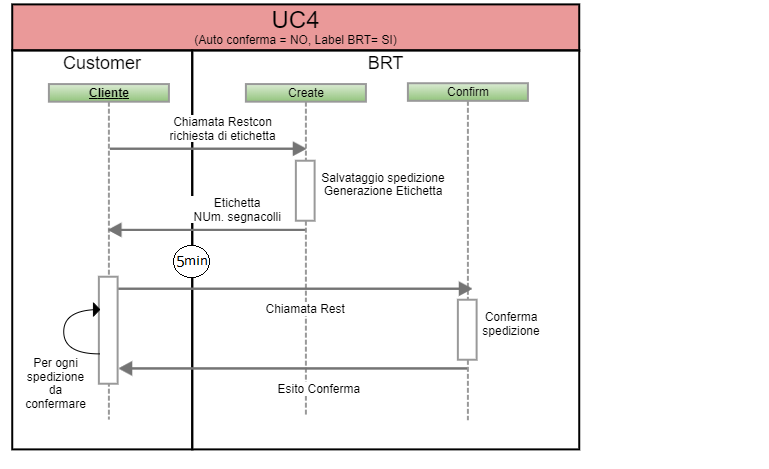 UC4
(Auto conferma = NO, Label BRT= SI)
Customer
BRT
Cliente
Create
Confirm
Chiamata Restcon
richiesta di etichetta
Salvataggio spedizione
Generazione Etichetta
Etichetta
NUm. segnacolli
5min
Chiamata Rest
Conferma
spedizione
Per ogni
spedizione
da
confermare
Esito Conferma